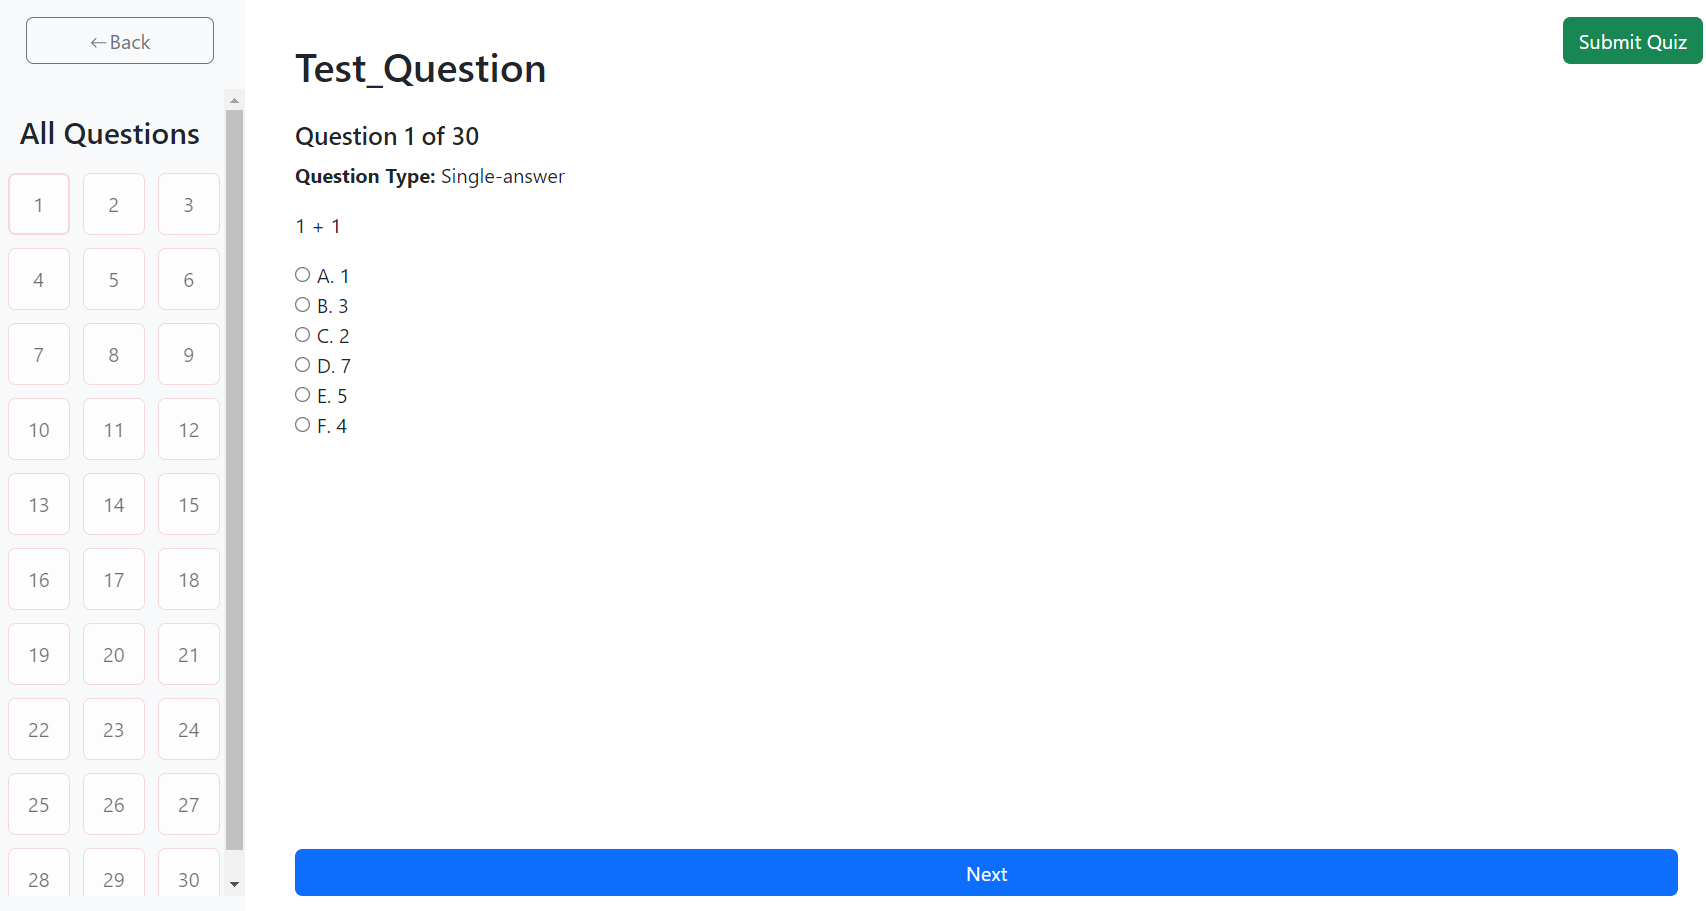 ←Back
All Questions
1 2 3
4 5 6
7 8 9
10 11 12
13 14 15
16 17 18
19 20 21
22 23 24
25 26 27
28 29 30
Submit Quiz
Test_Question
Question 1 of 30
Question Type: Single-answer
1 + 1
A. 1
B. 3
C. 2
D. 7
E. 5
F. 4
Next